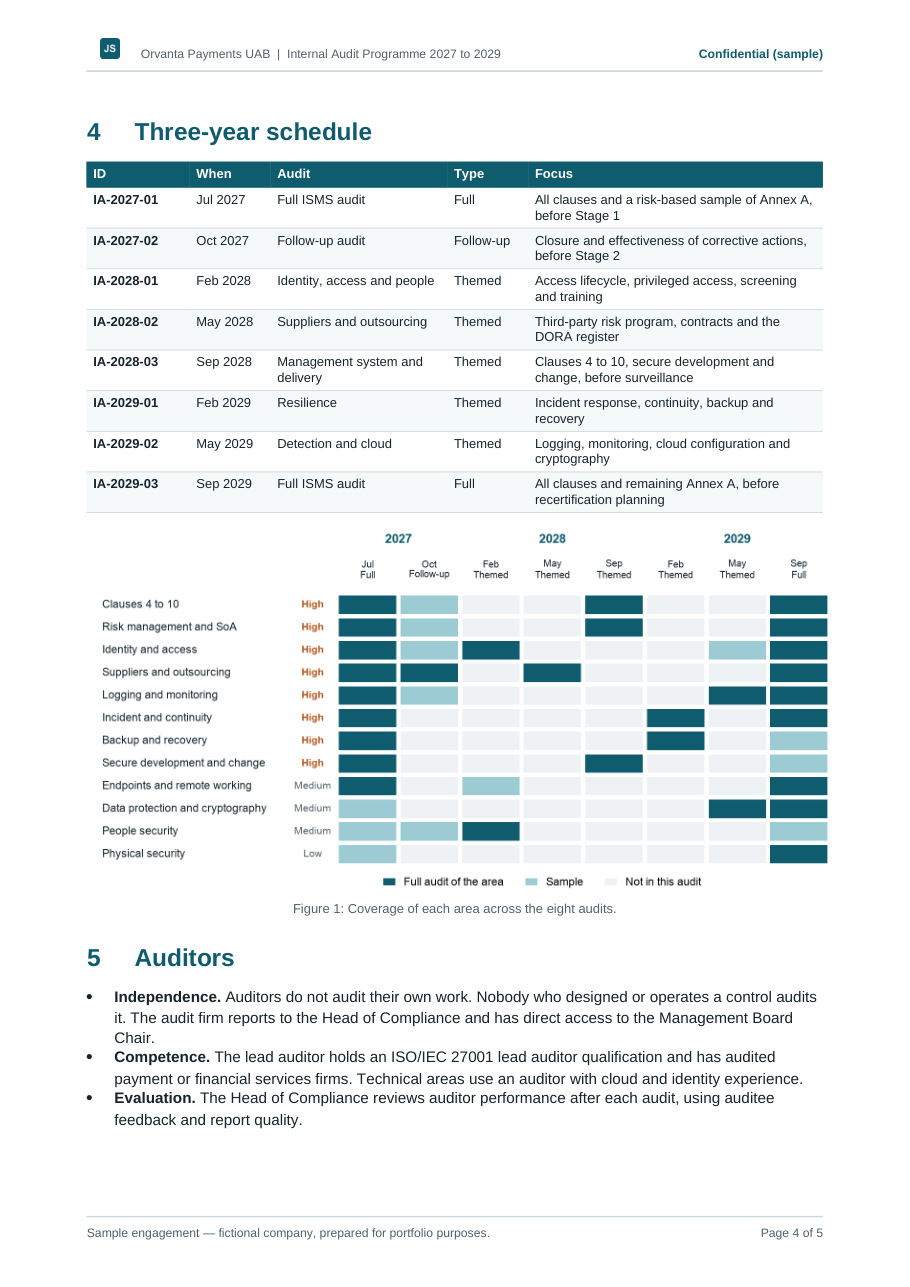 JS
Orvanta Payments UAB | Internal Audit Programme 2027 to 2029 Confidential (sample)
4 Three-year schedule
ID When Audit Type Focus
IA-2027-01 Jul 2027 Full ISMS audit Full All clauses and a risk-based sample of Annex A,
before Stage 1
IA-2027-02 Oct 2027 Follow-up audit Follow-up Closure and effectiveness of corrective actions,
before Stage 2
IA-2028-01 Feb 2028 Identity, access and people Themed Access lifecycle, privileged access, screening
and training
IA-2028-02 May 2028 Suppliers and outsourcing Themed Third-party risk program, contracts and the
DORA register
IA-2028-03 Sep 2028 Management system and Themed Clauses 4 to 10, secure development and
delivery change, before surveillance
IA-2029-01 Feb 2029 Resilience Themed Incident response, continuity, backup and
recovery
IA-2029-02 May 2029 Detection and cloud Themed Logging, monitoring, cloud configuration and
cryptography
IA-2029-03 Sep 2029 Full ISMS audit Full All clauses and remaining Annex A, before
recertification planning
2027 2028 2029
Jul Oct Feb May Sep Feb May Sep
Full Follow-up Themed Themed Themed Themed Themed Full
Clauses 4 to 10 High
Risk management and SoA High
Identity and access High
Suppliers and outsourcing High
Logging and monitoring High
Incident and continuity High
Backup and recovery High
Secure development and change High
Endpoints and remote working Medium
Data protection and cryptography Medium
People security Medium
Physical security Low
Full audit of the area Sample Not in this audit
Figure 1: Coverage of each area across the eight audits.
5 Auditors
• Independence. Auditors do not audit their own work. Nobody who designed or operates a control audits
it. The audit firm reports to the Head of Compliance and has direct access to the Management Board
Chair.
• Competence. The lead auditor holds an ISO/IEC 27001 lead auditor qualification and has audited
payment or financial services firms. Technical areas use an auditor with cloud and identity experience.
• Evaluation. The Head of Compliance reviews auditor performance after each audit, using auditee
feedback and report quality.
Sample engagement — fictional company, prepared for portfolio purposes. Page 4 of 5